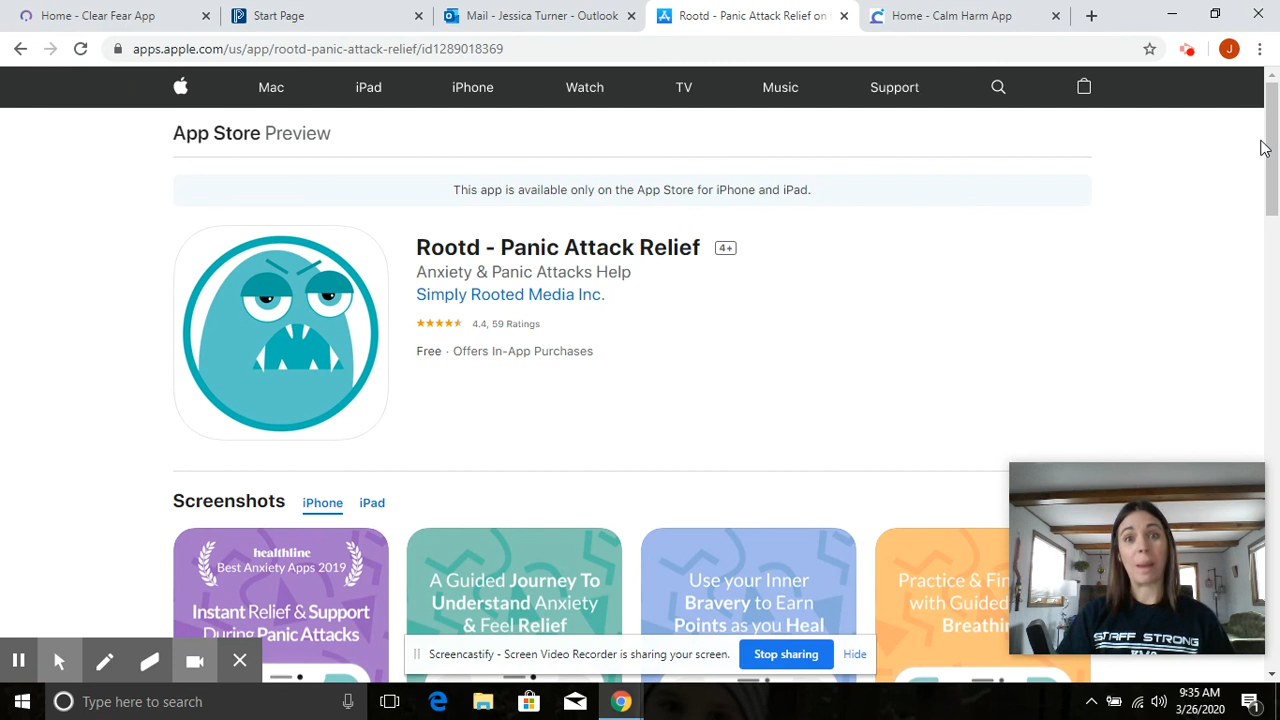 Home - Clear Fear App
Start Page
Mail - Jessica Turner - Outlook
Rootd - Panic Attack Relief on
Home - Calm Harm App
apps.apple.com/us/app/rootd-panic-attack-relief/id1289018369
J
Mac
iPad
iPhone
Watch
TV
Music
Support
App Store Preview
This app is available only on the App Store for iPhone and iPad.
Rootd - Panic Attack Relief 4+
Anxiety & Panic Attacks Help
Simply Rooted Media Inc.
4.4, 59 Ratings
Free · Offers In-App Purchases
Screenshots iPhone iPad
healthline
Best Anxiety Apps 2019
Instant Relief & Support
During Panic Attacks
A Guided Journey To
Understand Anxiety
& Feel Relief
Use your Inner
Bravery to Earn
Points as you Heal
Practice & Fin
with Guided
Breathin
STAFF STRONG
Screencastify - Screen Video Recorder is sharing your screen.
Stop sharing
Hide
Type here to search
9:35 AM
3/26/2020
1